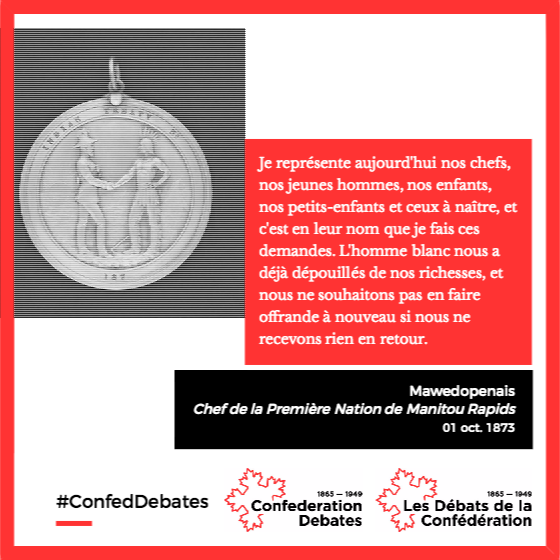 INDIAN TREATY No
187
Je représente aujourd'hui nos chefs,
nos jeunes hommes, nos enfants,
nos petits-enfants et ceux à naître, et
c'est en leur nom que je fais ces
demandes. L'homme blanc nous a
déjà dépouillés de nos richesses, et
nous ne souhaitons pas en faire
offrande à nouveau si nous ne
recevons rien en retour.
Mawedopenais
Chef de la Première Nation de Manitou Rapids
01 oct. 1873
#ConfedDebates
1865 — 1949
Confederation
Debates
1865 — 1949
Les Débats de la
Confédération